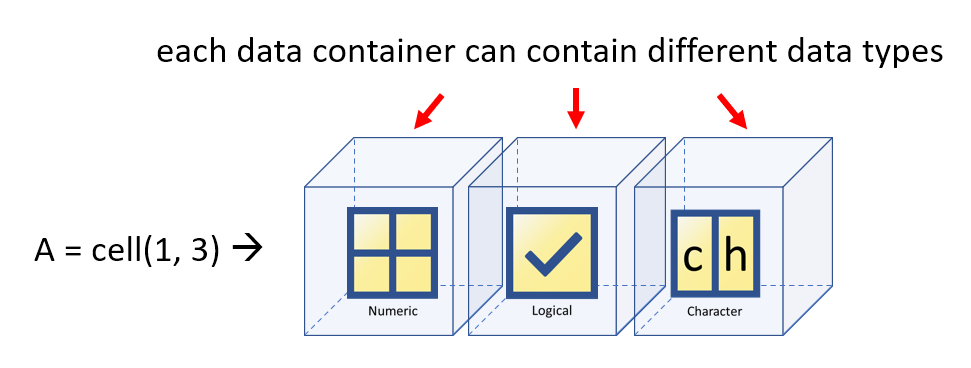 each data container can contain different data types
A = cell(1, 3) →
c h
Numeric
Logical
Character